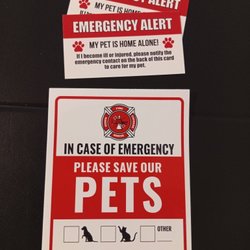 ALERT
EMERGENCY ALERT
MY PET IS HOME ALONE!
If I become ill or injured, please notify the
emergency contact on the back of this card
to care for my pet.
IN CASE OF EMERGENCY
PLEASE SAVE OUR
PETS
OTHER